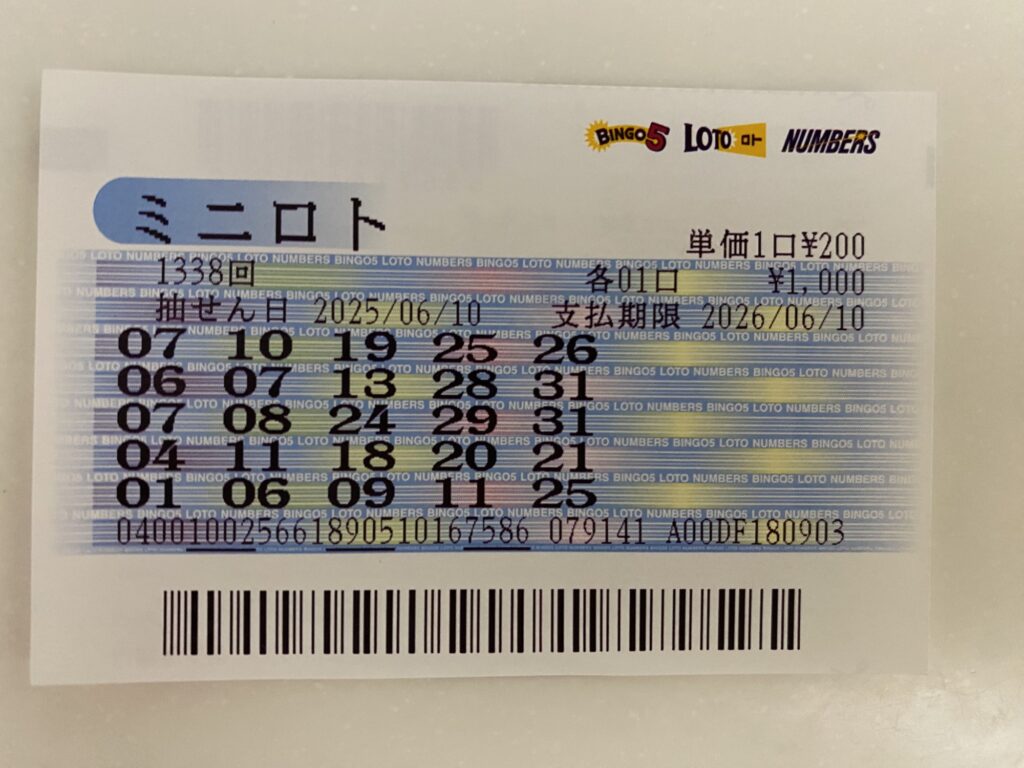 BINGO5 LOTO ロト NUMBERS
ミニロト
単価1口¥200
1338回 各01口 ¥1,000
抽せん日 2025/06/10 支払期限 2026/06/10
07 10 19 25 26
06 07 13 28 31
07 08 24 29 31
04 11 18 20 21
01 06 09 11 25
040010025661890510167586 079141 A00DF180903